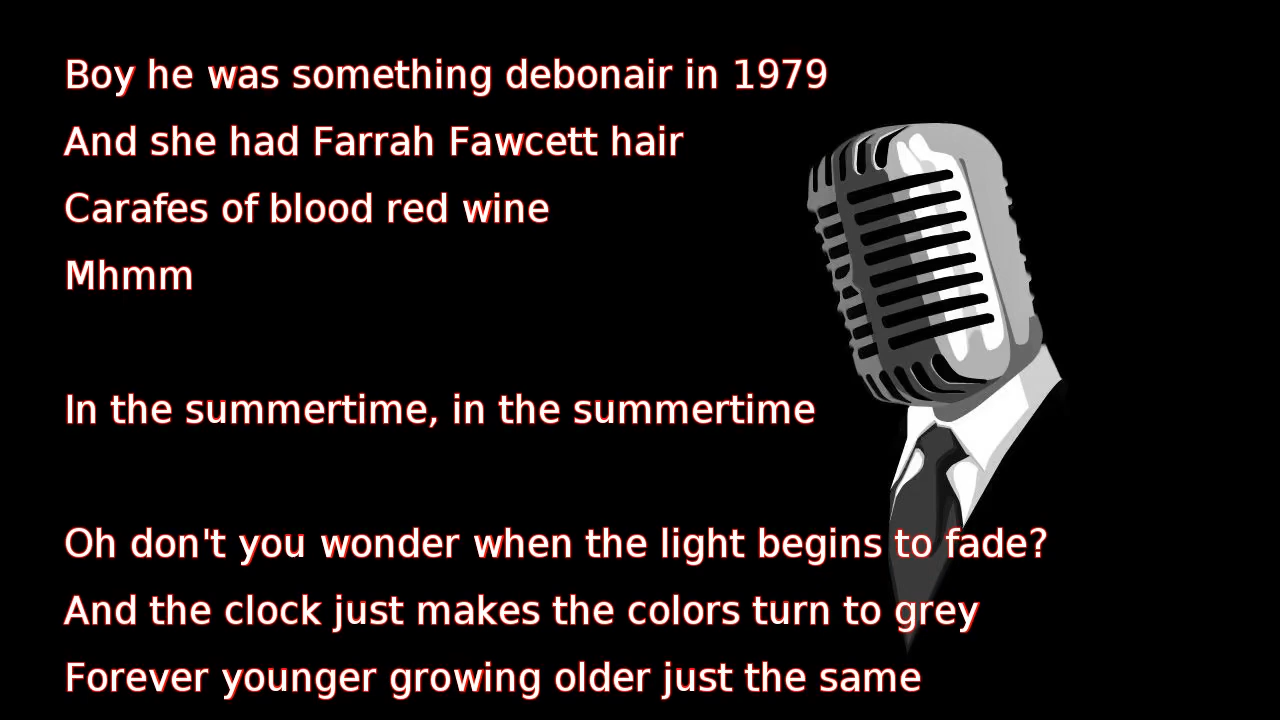 Boy he was something debonair in 1979
And she had Farrah Fawcett hair
Carafes of blood red wine
Mhmm
In the summertime, in the summertime
Oh don't you wonder when the light begins to fade?
And the clock just makes the colors turn to grey
Forever younger growing older just the same